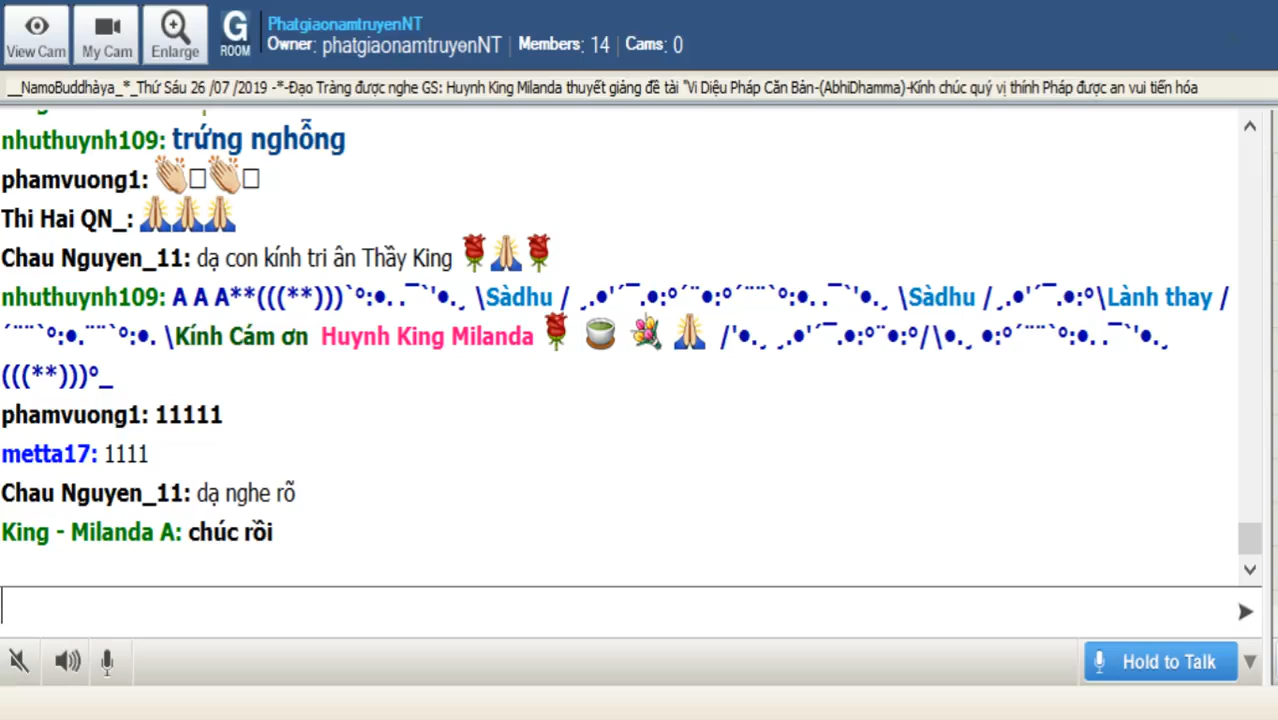 View Cam
My Cam
Enlarge
G ROOM
PhatgiaonamtruyenNT
Owner: phatgiaonamtruyenNT | Members: 14 | Cams: 0
__NamoBuddhàya_*_Thứ Sáu 26 /07 /2019 -*-Đạo Tràng được nghe GS: Huynh King Milanda thuyết giảng đề tài "Vi Diệu Pháp Căn Bản-(AbhiDhamma)-Kính chúc quý vị thính Pháp được an vui tiến hóa
nhuthuynh109: trứng nghỗng
phamvuong1: 👏□👏□
Thi Hai QN_: 🙏🙏🙏
Chau Nguyen_11: dạ con kính tri ân Thầy King 🌹🙏🌹
nhuthuynh109: A A A**(((**)))`°:•. .¯`'•.¸ \Sàdhu / ¸.•'´¯.•:°´¨•:°´¨¨`°:•. .¯`'•.¸ \Sàdhu /¸.•'´¯.•:°\Lành thay /
´¨¨`°:•.¨¨`°:•. \Kính Cám ơn Huynh King Milanda 🌹 🍵 💐 🙏 /'•.¸ ¸.•'´¯.•:°¨•:°/\•.¸ •:°´¨¨`°:•. .¯`'•.¸
(((**)))°_
phamvuong1: 11111
metta17: 1111
Chau Nguyen_11: dạ nghe rõ
King - Milanda A: chúc rồi
Hold to Talk